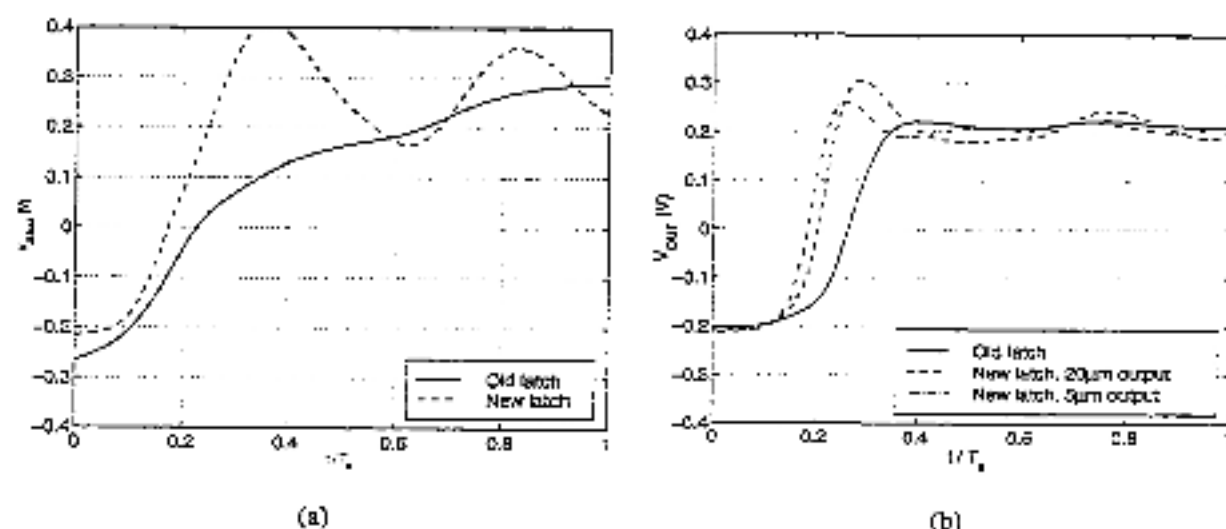 0.4
0.3
0.2
0.1
0
−0.1
−0.2
−0.3
−0.4
0 0.2 0.4 0.6 0.8 1
Old latch
New latch
(a)
0.4
0.3
0.2
0.1
0
−0.1
−0.2
−0.3
−0.4
VOUT (V)
0 0.2 0.4 0.6 0.8
Old latch
New latch, 20µm output
New latch, 5µm output
(b)